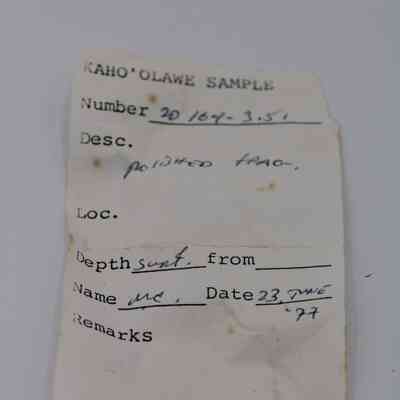 KAHO'OLAWE SAMPLE
Number 20 164-3.51
Desc.
POLISHED FRAG.
Loc.
Depth surf. from
Name MC. Date 23 JUNE
'77
Remarks